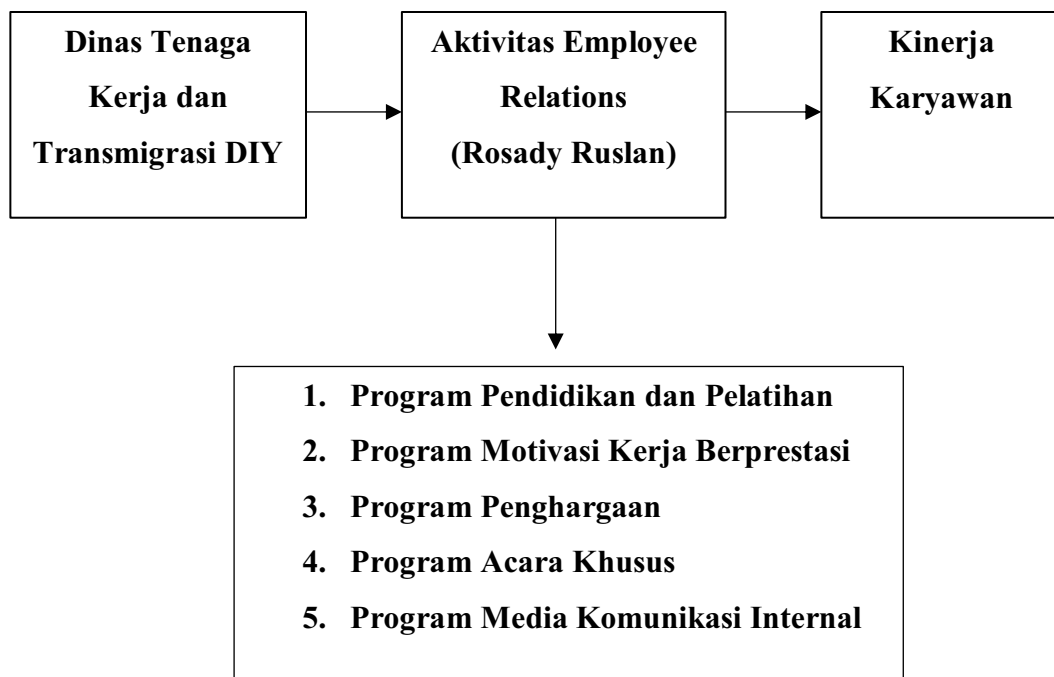 Dinas Tenaga
Kerja dan
Transmigrasi DIY
Aktivitas Employee
Relations
(Rosady Ruslan)
Kinerja
Karyawan
1. Program Pendidikan dan Pelatihan
2. Program Motivasi Kerja Berprestasi
3. Program Penghargaan
4. Program Acara Khusus
5. Program Media Komunikasi Internal